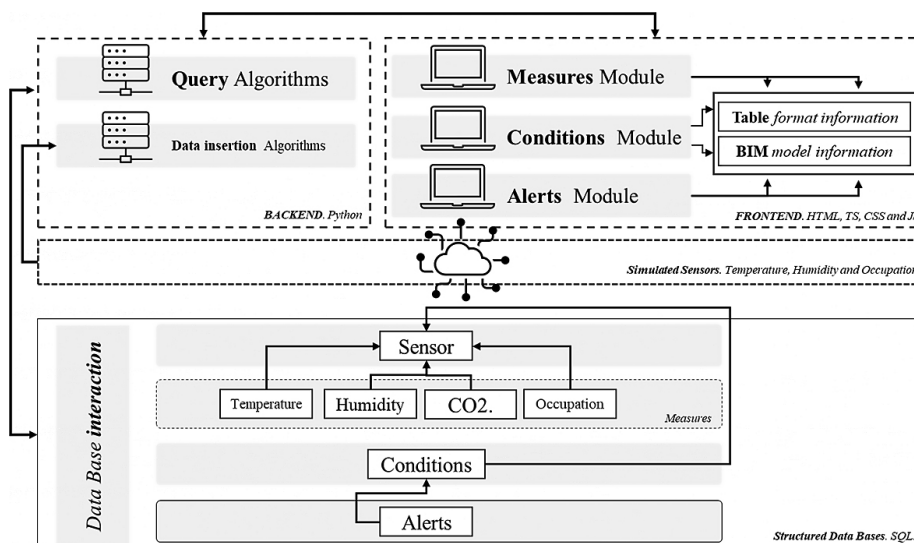 Query Algorithms
Data insertion Algorithms
BACKEND. Python
Measures Module
Conditions Module
Alerts Module
Table format information
BIM model information
FRONTEND. HTML, TS, CSS and J
Simulated Sensors. Temperature, Humidity and Occupation
Data Base interaction
Sensor
Temperature
Humidity
CO2.
Occupation
Measures
Conditions
Alerts
Structured Data Bases. SQL.